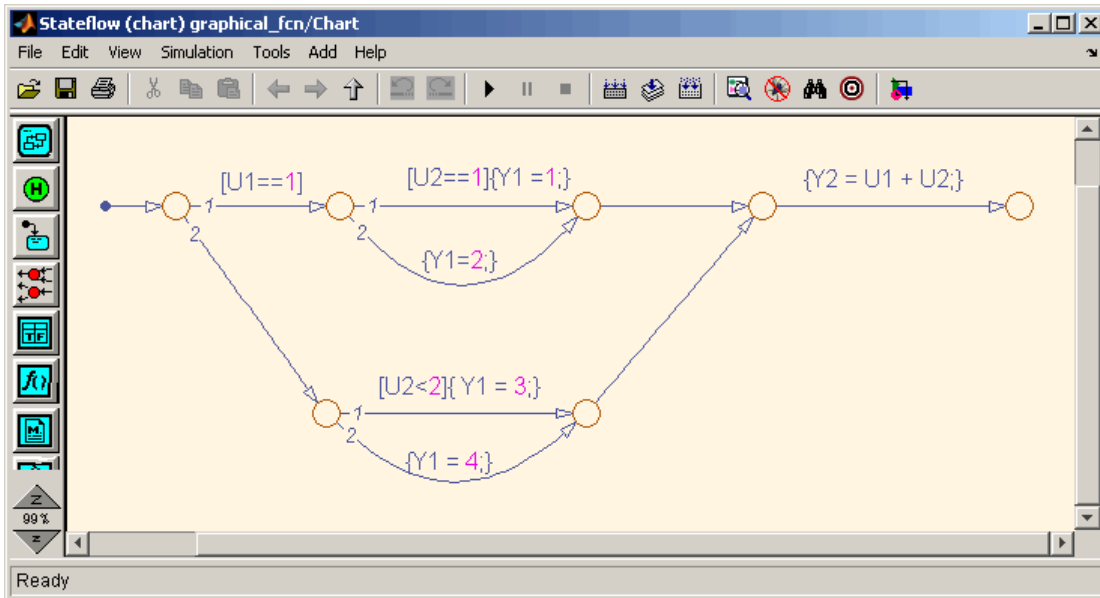 Stateflow (chart) graphical_fcn/Chart
File Edit View Simulation Tools Add Help
[U1==1]
[U2==1]{Y1 =1;}
{Y2 = U1 + U2;}
1
1
2
2
{Y1=2;}
[U2<2]{ Y1 = 3;}
1
2
{Y1 = 4;}
H
TF
f()
M
Z
99%
Z
Ready